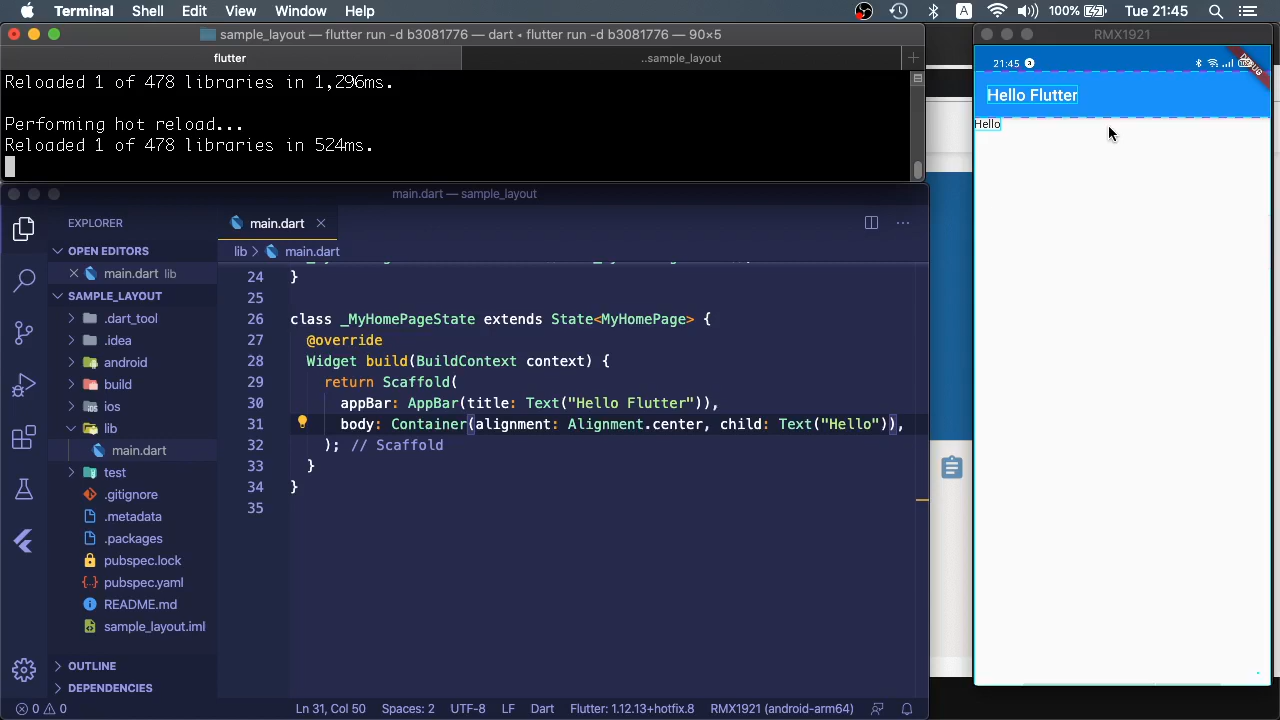 Terminal Shell Edit View Window Help 100% Tue 21:45
sample_layout — flutter run -d b3081776 — dart ◂ flutter run -d b3081776 — 90×5
flutter
..sample_layout
Reloaded 1 of 478 libraries in 1,296ms.
Performing hot reload...
Reloaded 1 of 478 libraries in 524ms.
RMX1921
21:45
DEBUG
Hello Flutter
Hello
main.dart — sample_layout
EXPLORER
OPEN EDITORS
main.dart lib
SAMPLE_LAYOUT
.dart_tool
.idea
android
build
ios
lib
main.dart
test
.gitignore
.metadata
.packages
pubspec.lock
pubspec.yaml
README.md
sample_layout.iml
OUTLINE
DEPENDENCIES
main.dart
lib > main.dart
24 }
25
26 class _MyHomePageState extends State<MyHomePage> {
27 @override
28 Widget build(BuildContext context) {
29 return Scaffold(
30 appBar: AppBar(title: Text("Hello Flutter")),
31 body: Container(alignment: Alignment.center, child: Text("Hello")),
32 ); // Scaffold
33 }
34 }
35
0 0 Ln 31, Col 50 Spaces: 2 UTF-8 LF Dart Flutter: 1.12.13+hotfix.8 RMX1921 (android-arm64)